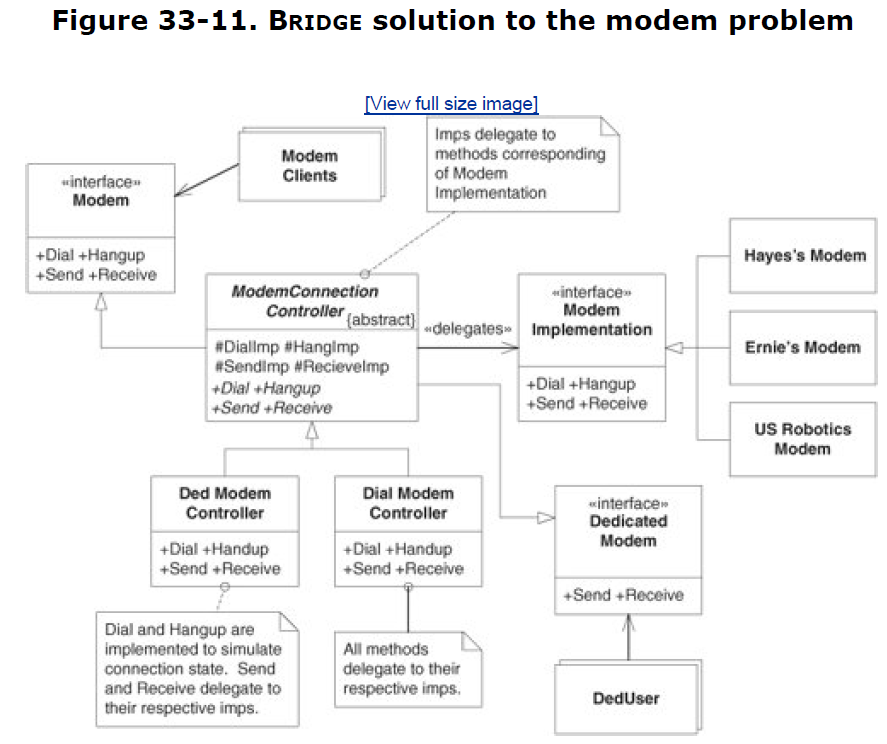 Figure 33-11. BRIDGE solution to the modem problem
[View full size image]
Modem
Clients
Imps delegate to
methods corresponding
of Modem
Implementation
«interface»
Modem
+Dial +Hangup
+Send +Receive
ModemConnection
Controller
{abstract}
#DialImp #HangImp
#SendImp #RecieveImp
+Dial +Hangup
+Send +Receive
«delegates»
«interface»
Modem
Implementation
+Dial +Hangup
+Send +Receive
Hayes's Modem
Ernie's Modem
US Robotics
Modem
Ded Modem
Controller
+Dial +Handup
+Send +Receive
Dial Modem
Controller
+Dial +Handup
+Send +Receive
«interface»
Dedicated
Modem
+Send +Receive
Dial and Hangup are
implemented to simulate
connection state. Send
and Receive delegate to
their respective imps.
All methods
delegate to their
respective imps.
DedUser